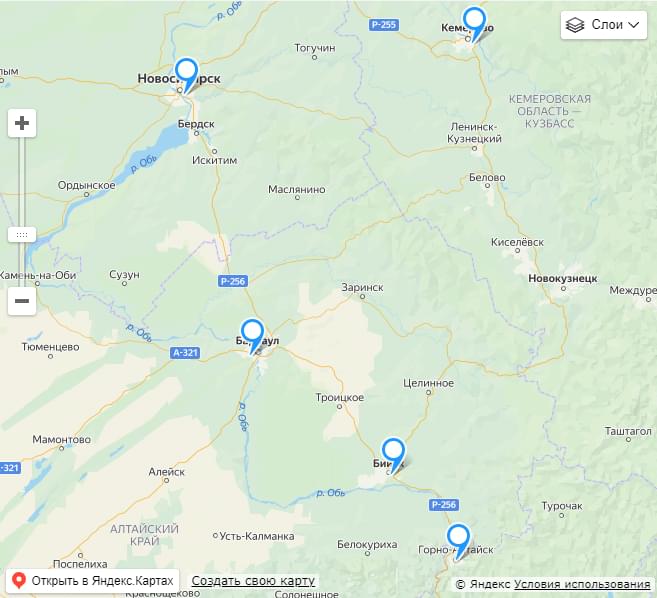 р. Обь
Р-255
Кемерово
Слои
Тогучин
Новосибирск
КЕМЕРОВСКАЯ
ОБЛАСТЬ —
КУЗБАСС
Бердск
Ленинск-
Кузнецкий
р. Обь
Искитим
Белово
Ордынское
Маслянино
Киселёвск
Камень-на-Оби
Сузун
Р-256
Заринск
Новокузнецк
Междуре
р. Обь
Тюменцево
А-321
Барнаул
Целинное
Троицкое
р. Обь
Таштагол
Мамонтово
-321
Алейск
Бийск
р. Обь
Р-256
Турочак
АЛТАЙСКИЙ
КРАЙ
Усть-Калманка
Белокуриха
Горно-Алтайск
Поспелиха
Открыть в Яндекс.Картах
Создать свою карту
© Яндекс Условия использования
Краснощёково
Солонешное